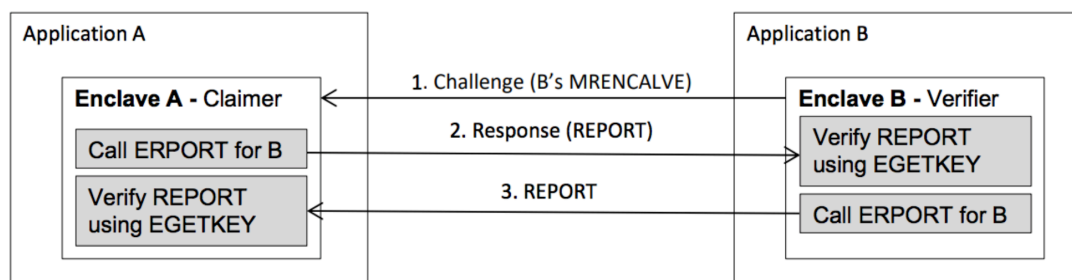 Application A
Application B
1. Challenge (B's MRENCALVE)
Enclave A - Claimer
Enclave B - Verifier
2. Response (REPORT)
Call ERPORT for B
Verify REPORT
using EGETKEY
3. REPORT
Verify REPORT
using EGETKEY
Call ERPORT for B